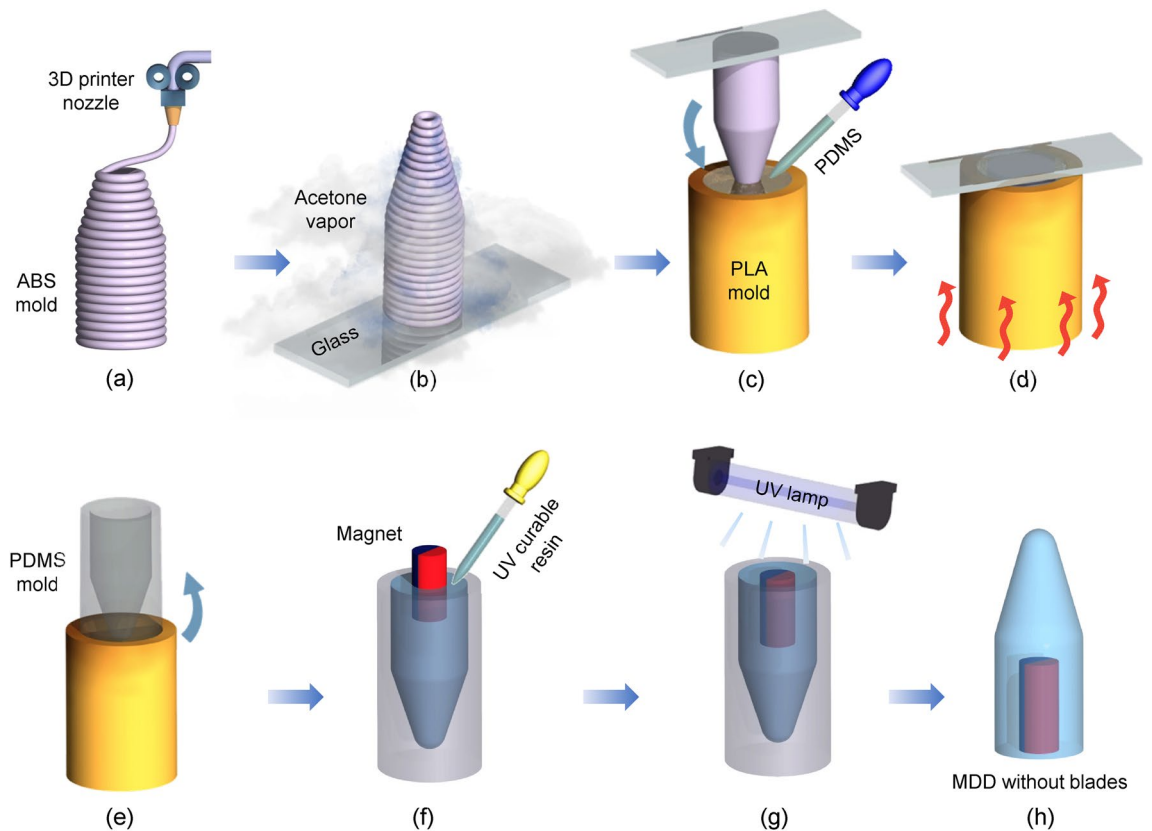 3D printer
nozzle
ABS
mold
(a)
Acetone
vapor
Glass
(b)
PDMS
PLA
mold
(c)
(d)
PDMS
mold
(e)
Magnet
UV curable
resin
(f)
UV lamp
(g)
MDD without blades
(h)